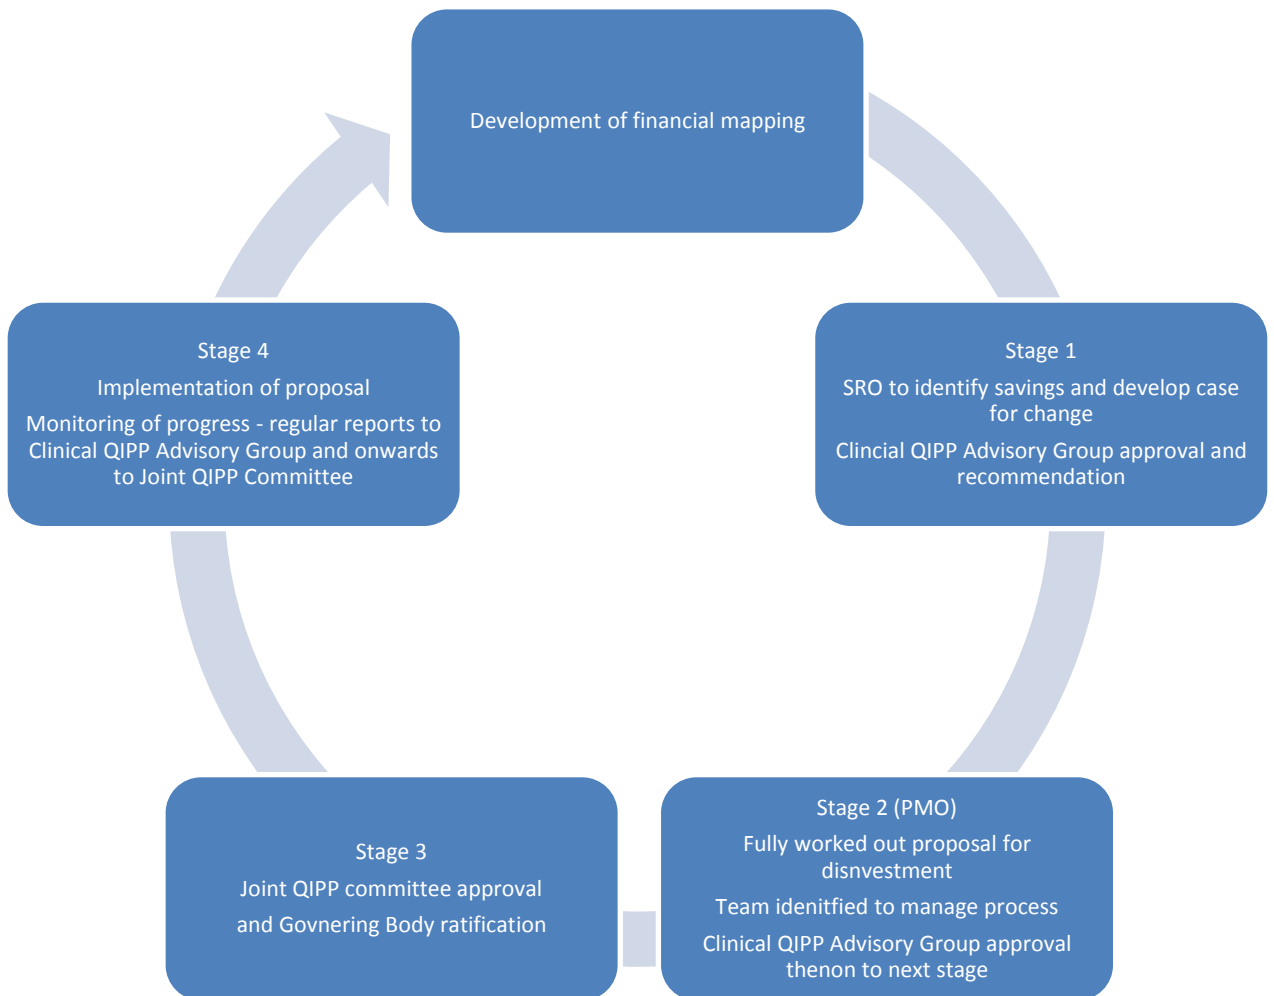 Development of financial mapping
Stage 1
SRO to identify savings and develop case
for change
Clincial QIPP Advisory Group approval and
recommendation
Stage 2 (PMO)
Fully worked out proposal for
disnvestment
Team idenitfied to manage process
Clinical QIPP Advisory Group approval
thenon to next stage
Stage 3
Joint QIPP committee approval
and Govnering Body ratification
Stage 4
Implementation of proposal
Monitoring of progress - regular reports to
Clinical QIPP Advisory Group and onwards
to Joint QIPP Committee